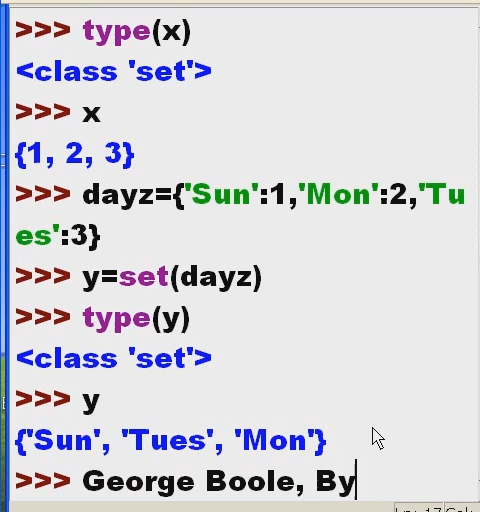 >>> type(x)
<class 'set'>
>>> x
{1, 2, 3}
>>> dayz={'Sun':1,'Mon':2,'Tu
es':3}
>>> y=set(dayz)
>>> type(y)
<class 'set'>
>>> y
{'Sun', 'Tues', 'Mon'}
>>> George Boole, By